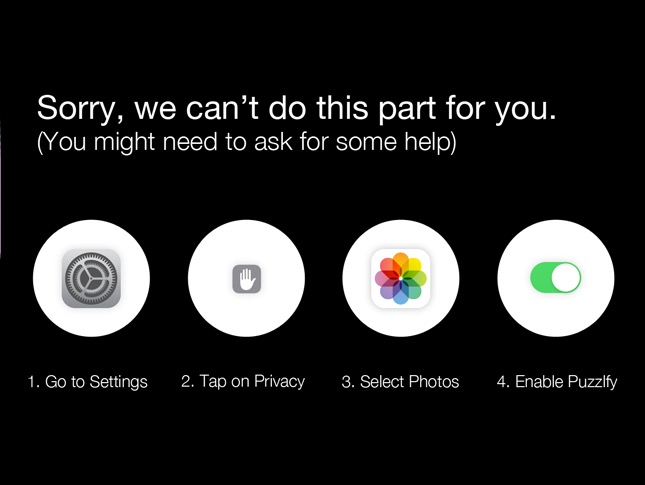 Sorry, we can't do this part for you.
(You might need to ask for some help)
1. Go to Settings
2. Tap on Privacy
3. Select Photos
4. Enable Puzzlfy